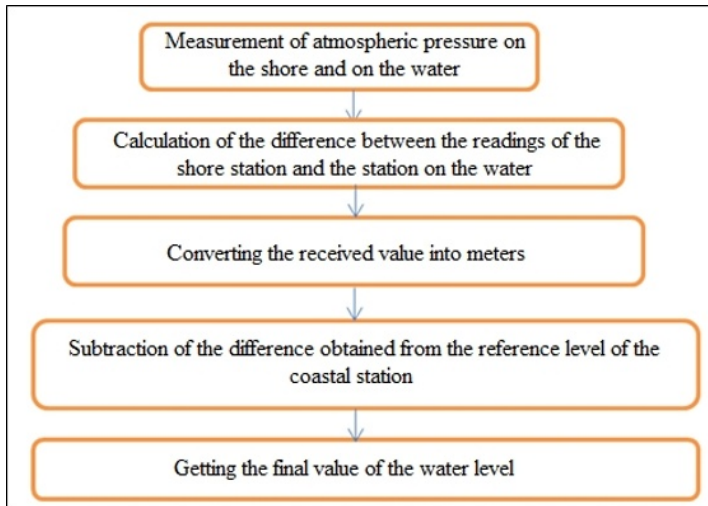 Measurement of atmospheric pressure on
the shore and on the water
Calculation of the difference between the readings of the
shore station and the station on the water
Converting the received value into meters
Subtraction of the difference obtained from the reference level of the
coastal station
Getting the final value of the water level